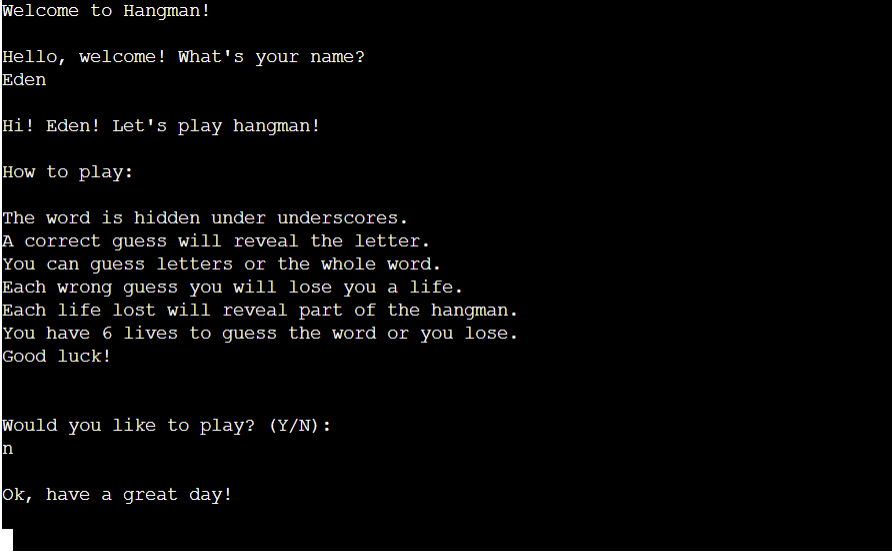 Welcome to Hangman!
Hello, welcome! What's your name?
Eden
Hi! Eden! Let's play hangman!
How to play:
The word is hidden under underscores.
A correct guess will reveal the letter.
You can guess letters or the whole word.
Each wrong guess you will lose you a life.
Each life lost will reveal part of the hangman.
You have 6 lives to guess the word or you lose.
Good luck!
Would you like to play? (Y/N):
n
Ok, have a great day!